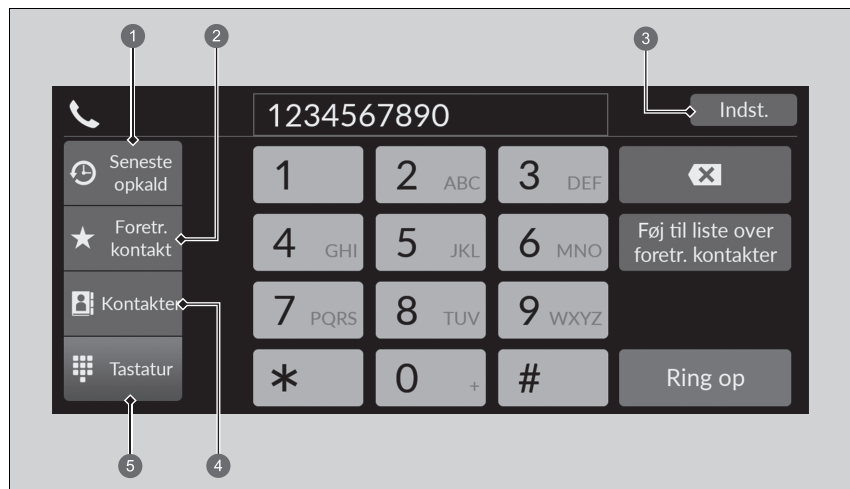 1 2 3
1234567890 Indst.
Seneste
opkald
Foretr.
kontakt
Kontakter
Tastatur
1 2 ABC 3 DEF
4 GHI 5 JKL 6 MNO
Føj til liste over
foretr. kontakter
7 PQRS 8 TUV 9 WXYZ
* 0 + # Ring op
5 4